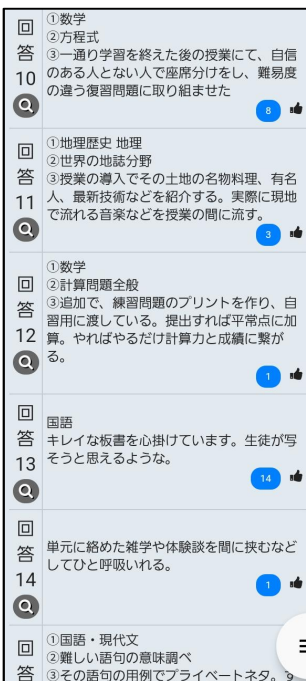 回答10
①数学
②方程式
③一通り学習を終えた後の授業にて、自信
のある人とない人で座席分けをし、難易度
の違う復習問題に取り組ませた
8
回答11
①地理歴史 地理
②世界の地誌分野
③授業の導入でその土地の名物料理、有名
人、最新技術などを紹介する。実際に現地
で流れる音楽などを授業の間に流す。
3
回答12
①数学
②計算問題全般
③追加で、練習問題のプリントを作り、自
習用に渡している。提出すれば平常点に加
算。やればやるだけ計算力と成績に繋が
る。
1
回答13
国語
キレイな板書を心掛けています。生徒が写
そうと思えるような。
14
回答14
単元に絡めた雑学や体験談を間に挟むなど
してひと呼吸いれる。
1
回答
①国語・現代文
②難しい語句の意味調べ
③その語句の用例でプライベートネタ。す